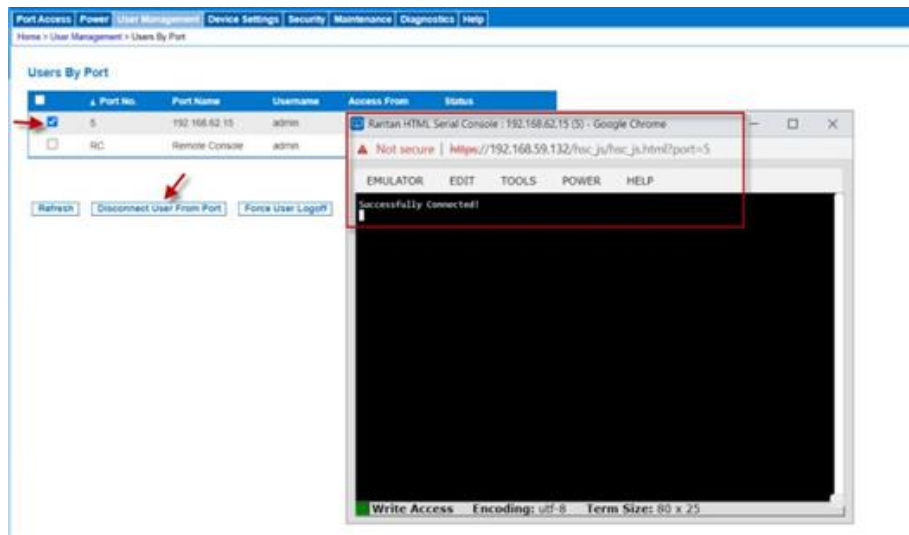 Port Access Power User Management Device Settings Security Maintenance Diagnostics Help
Home > User Management > Users By Port
Users By Port
Port No. Port Name Username Access From Status
5 192.168.62.15 admin
RC Remote Console admin
Refresh Disconnect User From Port Force User Logoff
Raritan HTML Serial Console : 192.168.62.15 (5) - Google Chrome
Not secure | https://192.168.59.132/hsc_js/hsc_js.html?port=5
EMULATOR EDIT TOOLS POWER HELP
Successfully Connected!
Write Access Encoding: utf-8 Term Size: 80 x 25